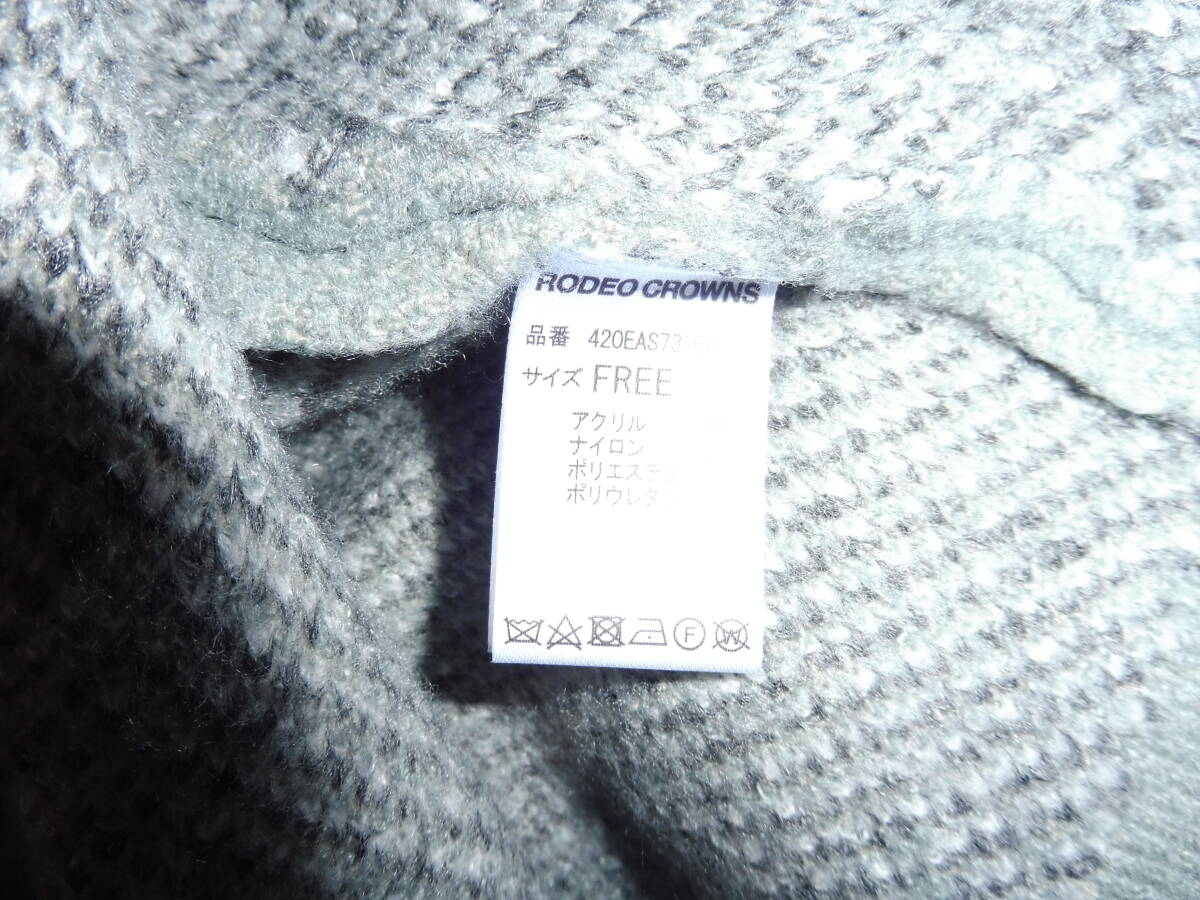 RODEO CROWNS
品番 420EAS73-0
サイズ FREE
アクリル
ナイロン
ポリエステル
ポリウレタン
F
W